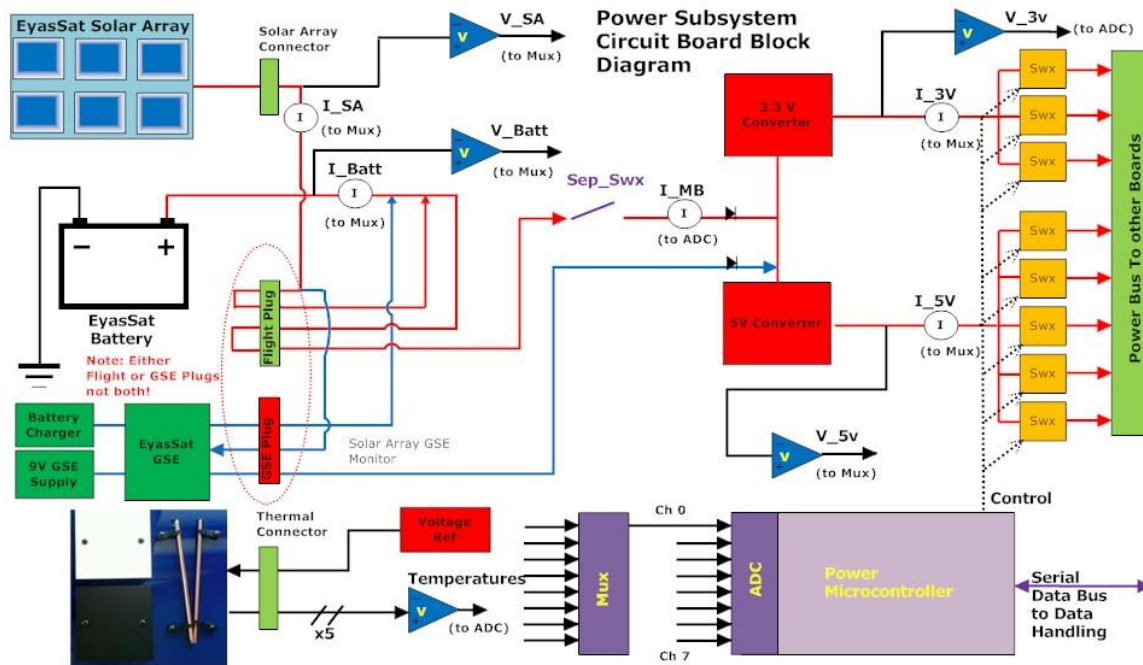 EyasSat Solar Array
Solar Array
Connector
V_SA
V
(to Mux)
I_SA
I
(to Mux)
Power Subsystem
Circuit Board Block
Diagram
V_3v
V
(to ADC)
V_Batt
V
(to Mux)
I_Batt
I
(to Mux)
Sep_Swx
I_MB
I
(to ADC)
3.3 V
Converter
I_3V
I
(to Mux)
Swx
Swx
Swx
Power Bus To other Boards
− +
EyasSat
Battery
Note: Either
Flight or GSE Plugs
not both!
Flight Plug
GSE Plug
5V Converter
I_5V
I
(to Mux)
Swx
Swx
Swx
Swx
Swx
Battery
Charger
9V GSE
Supply
EyasSat
GSE
Solar Array GSE
Monitor
V_5v
V
(to Mux)
Control
Thermal
Connector
Voltage
Ref
x5
Temperatures
V
(to ADC)
Mux
Ch 0
Ch 7
ADC
Power
Microcontroller
Serial
Data Bus
to Data
Handling